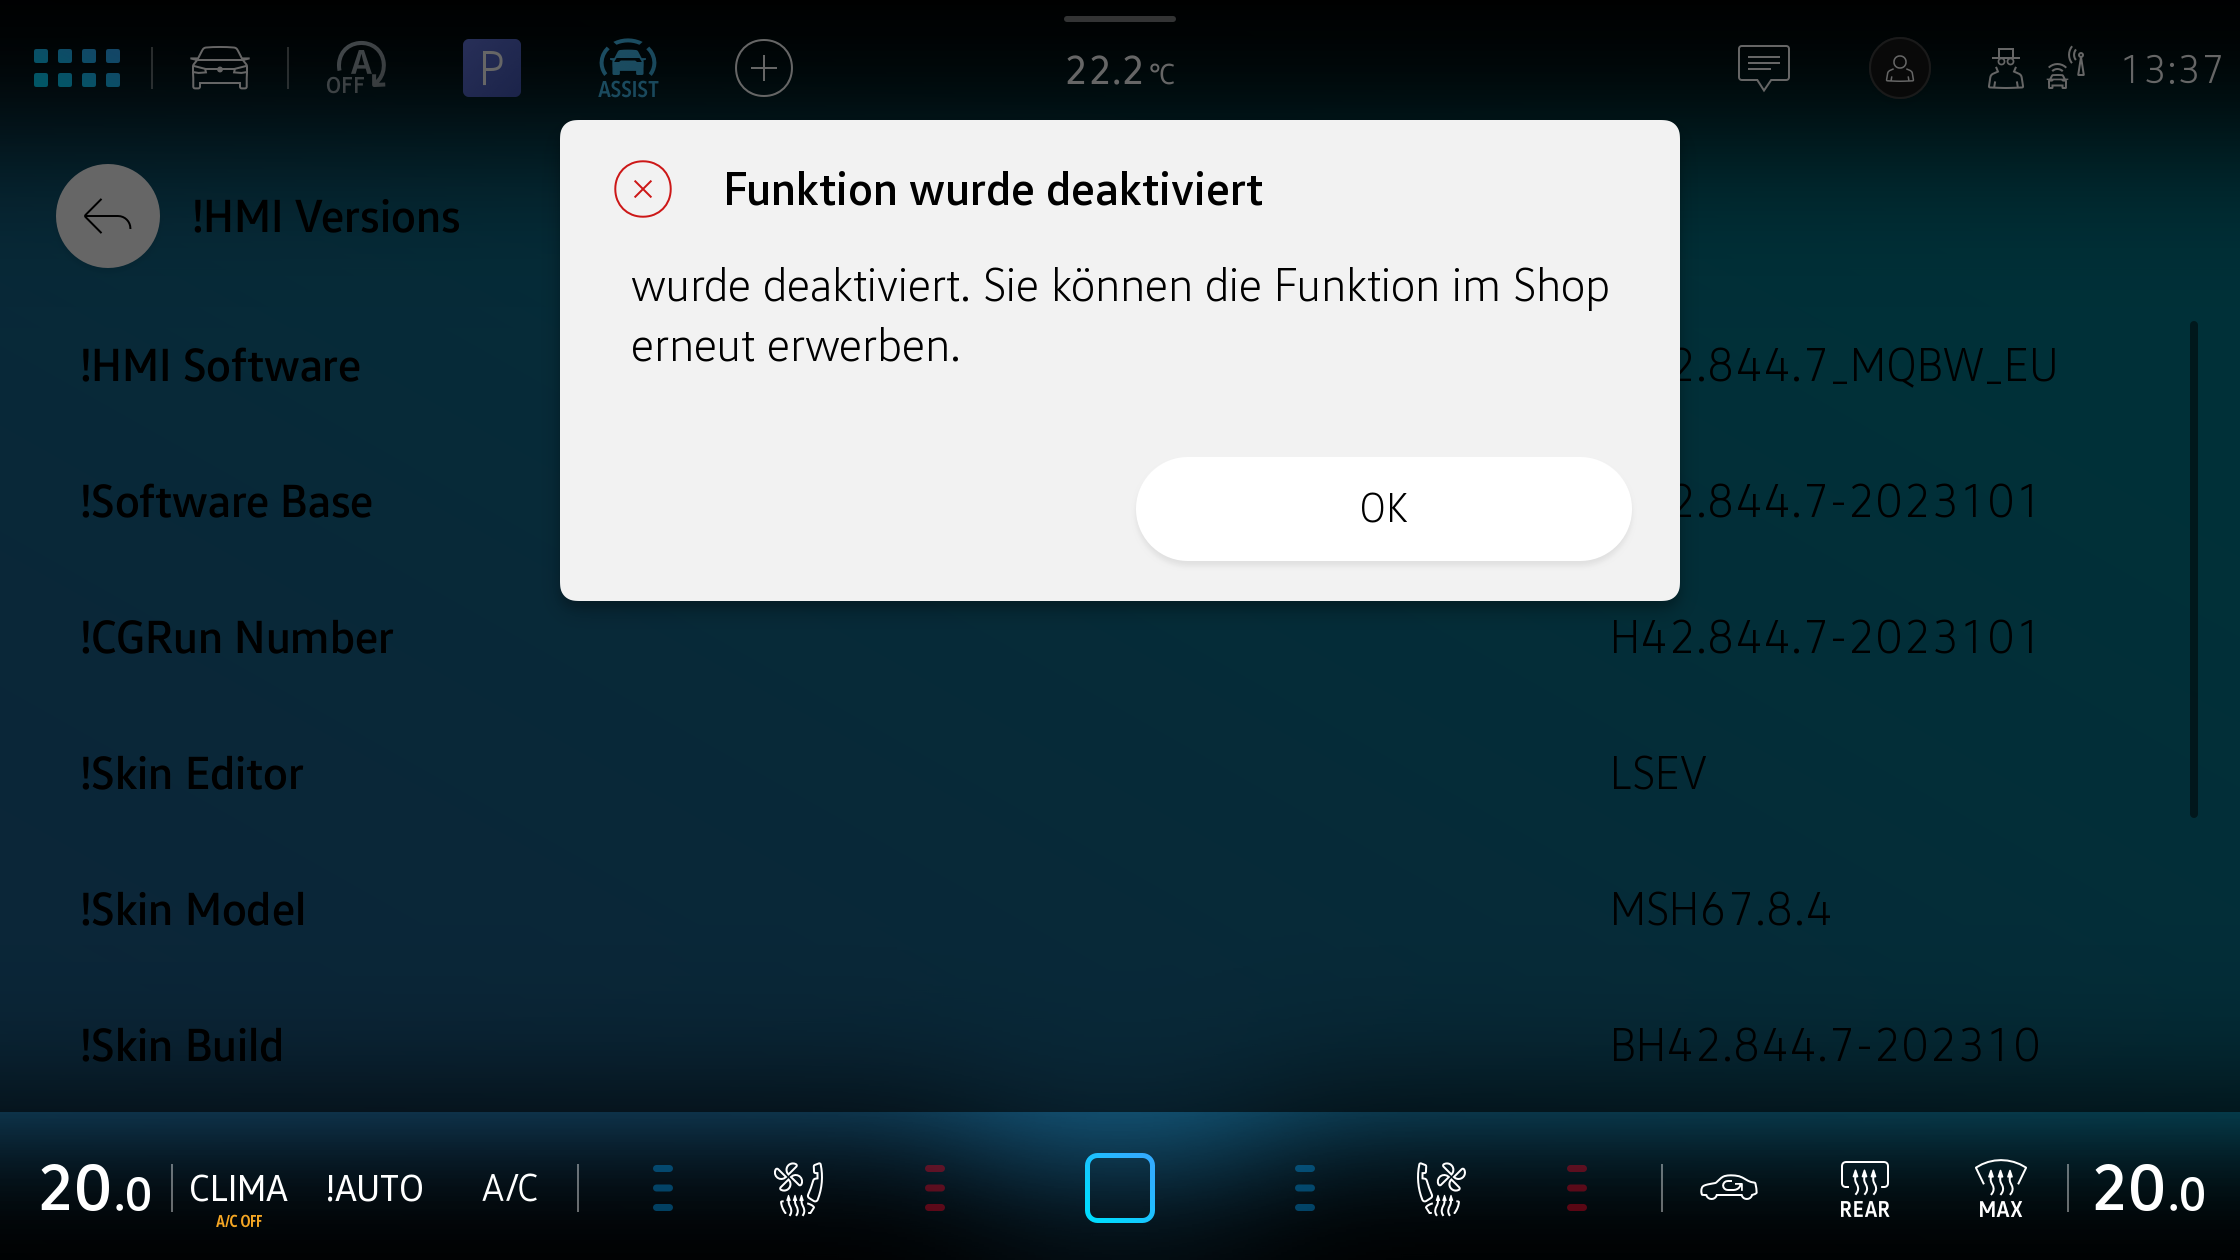 A
OFF
P
ASSIST
22.2 °C
13:37
Funktion wurde deaktiviert
wurde deaktiviert. Sie können die Funktion im Shop
erneut erwerben.
OK
!HMI Versions
!HMI Software
2.844.7_MQBW_EU
!Software Base
2.844.7-2023101
!CGRun Number
H42.844.7-2023101
!Skin Editor
LSEV
!Skin Model
MSH67.8.4
!Skin Build
BH42.844.7-202310
20.0
CLIMA
A/C OFF
!AUTO
A/C
REAR
MAX
20.0